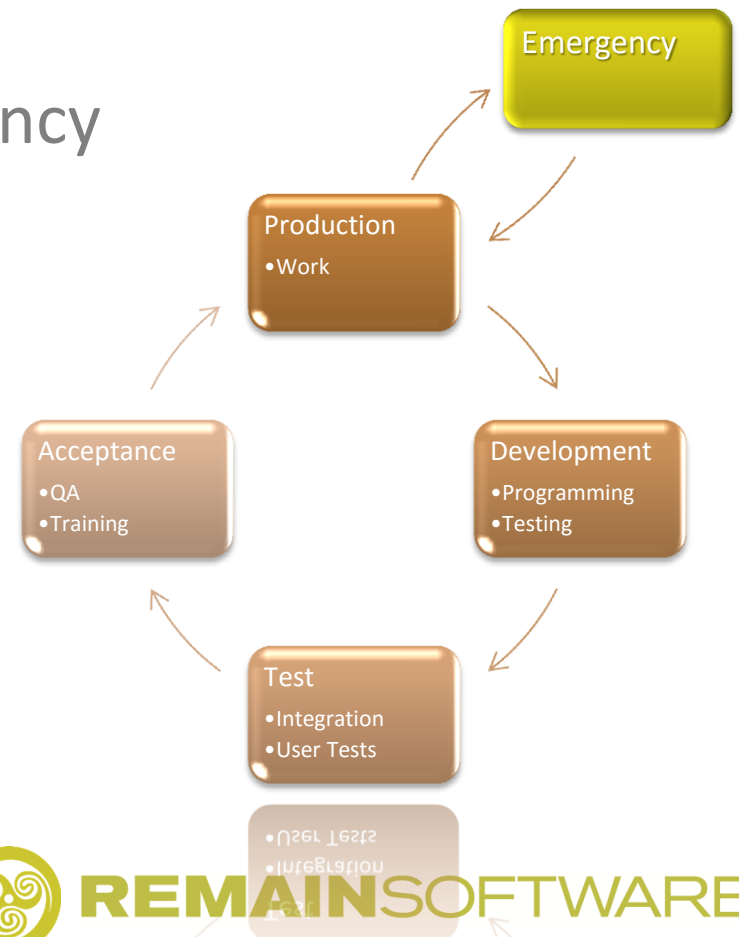 Emergency
ncy
Production
•Work
Acceptance
•QA
•Training
Development
•Programming
•Testing
Test
•Integration
•User Tests
REMAINSOFTWARE